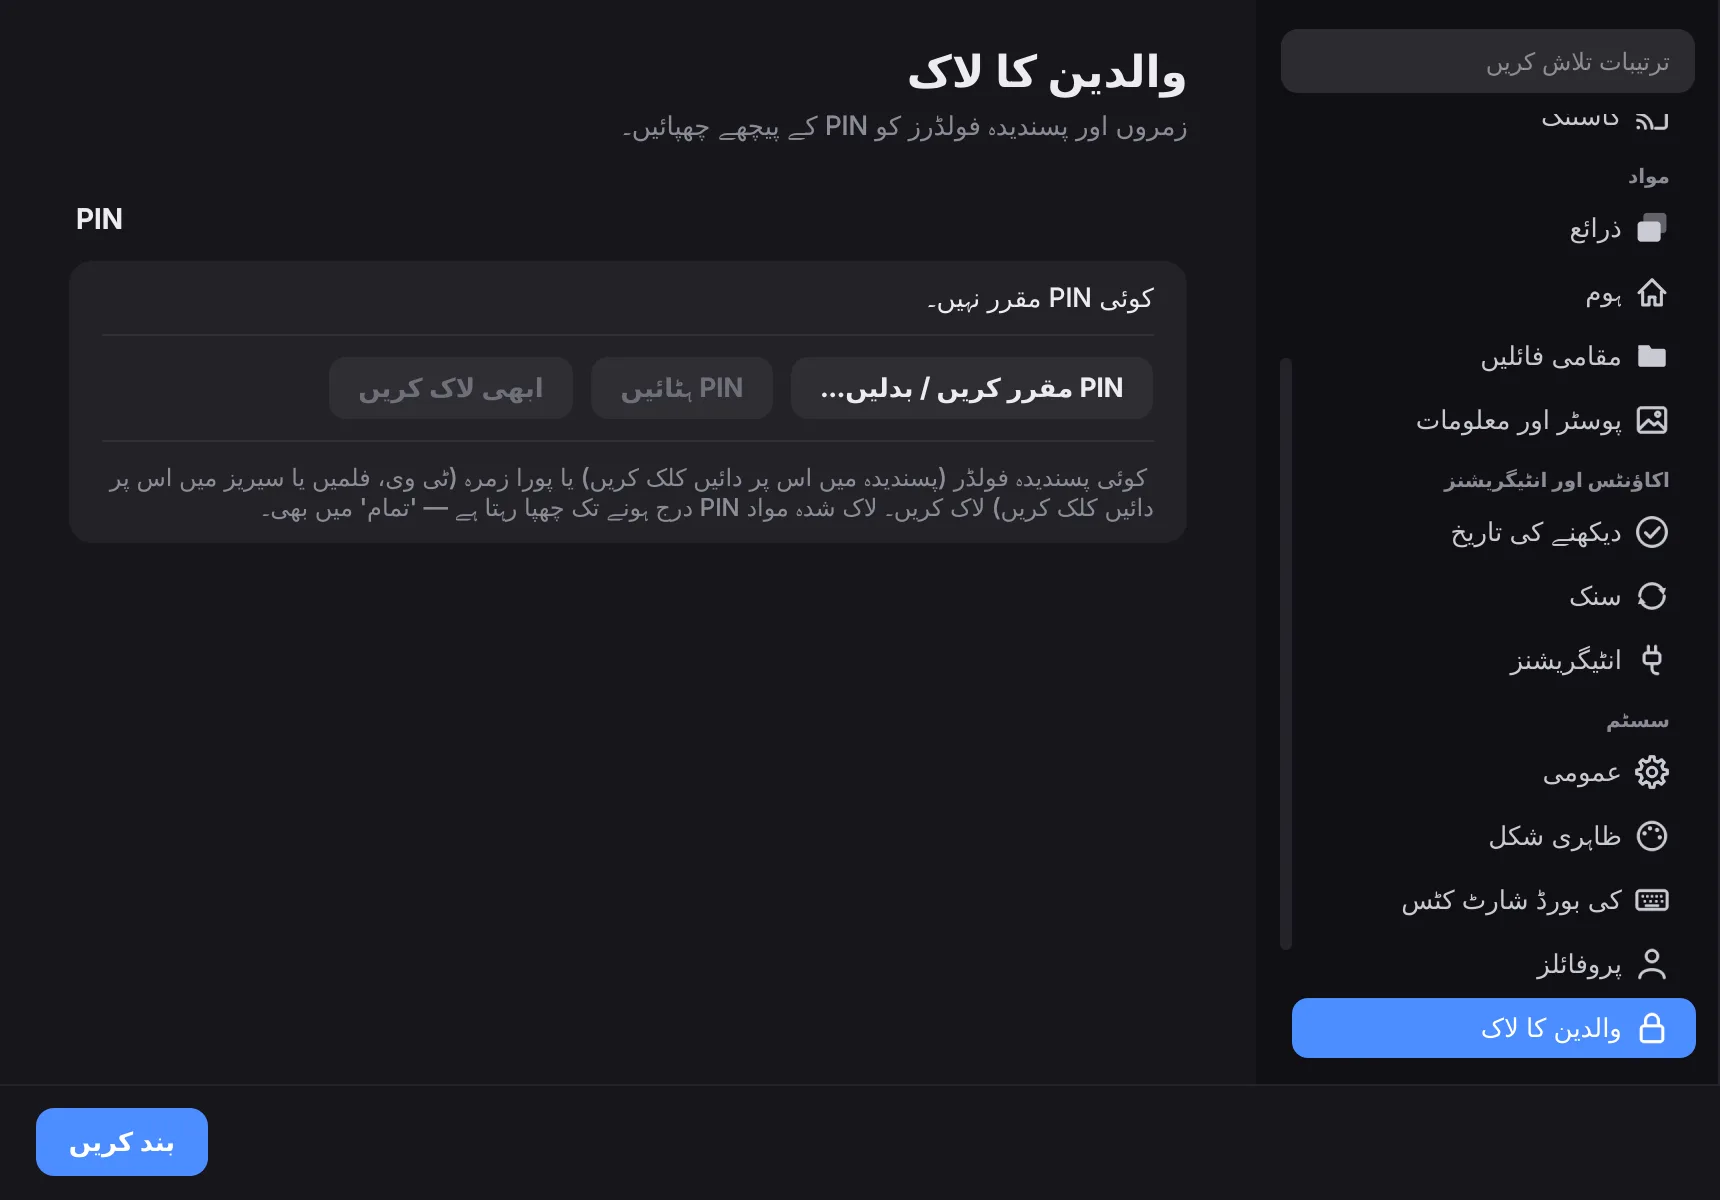 ترتیبات تلاش کریں
کاسٹنگ
مواد
ذرائع
ہوم
مقامی فائلیں
پوسٹر اور معلومات
اکاؤنٹس اور انٹیگریشنز
دیکھنے کی تاریخ
سنک
انٹیگریشنز
سسٹم
عمومی
ظاہری شکل
کی بورڈ شارٹ کٹس
پروفائلز
والدین کا لاک
والدین کا لاک
زمروں اور پسندیدہ فولڈرز کو PIN کے پیچھے چھپائیں۔
PIN
کوئی PIN مقرر نہیں۔
PIN مقرر کریں / بدلیں...
PIN ہٹائیں
ابھی لاک کریں
کوئی پسندیدہ فولڈر (پسندیدہ میں اس پر دائیں کلک کریں) یا پورا زمرہ (ٹی وی، فلمیں یا سیریز میں اس پر
دائیں کلک کریں) لاک کریں۔ لاک شدہ مواد PIN درج ہونے تک چھپا رہتا ہے — 'تمام' میں بھی۔
بند کریں